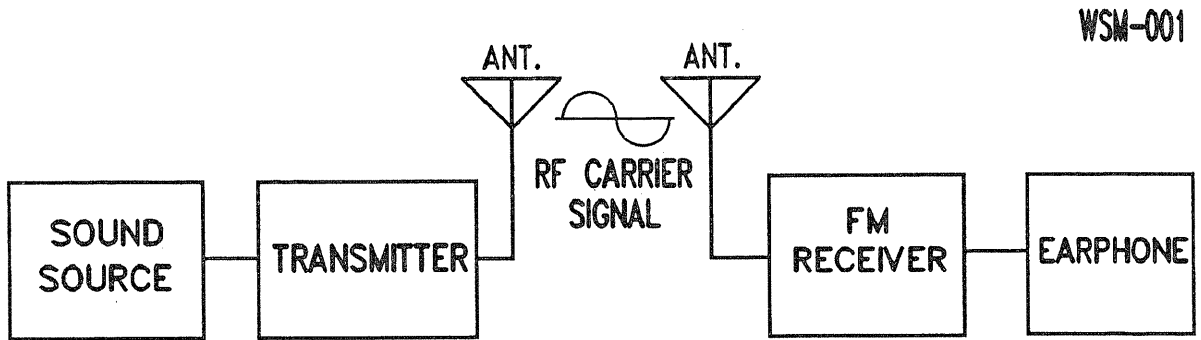 WSM-001
ANT.
ANT.
RF CARRIER
SIGNAL
SOUND
SOURCE
TRANSMITTER
FM
RECEIVER
EARPHONE